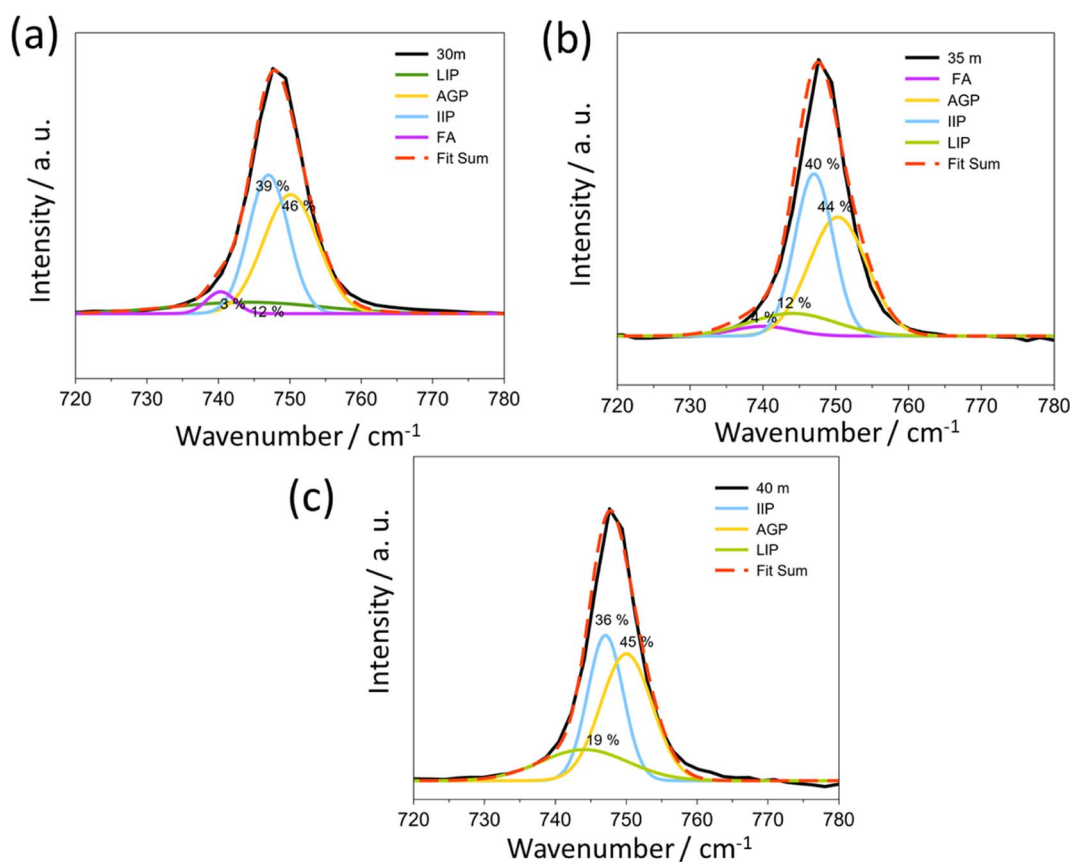 (a)
30m
LIP
AGP
IIP
FA
Fit Sum
39 %
46 %
3 %
12 %
Intensity / a. u.
720 730 740 750 760 770 780
Wavenumber / cm-1
(b)
35 m
FA
AGP
IIP
LIP
Fit Sum
40 %
44 %
12 %
4 %
Intensity / a. u.
720 730 740 750 760 770 780
Wavenumber / cm-1
(c)
40 m
IIP
AGP
LIP
Fit Sum
36 %
45 %
19 %
Intensity / a. u.
720 730 740 750 760 770 780
Wavenumber / cm-1